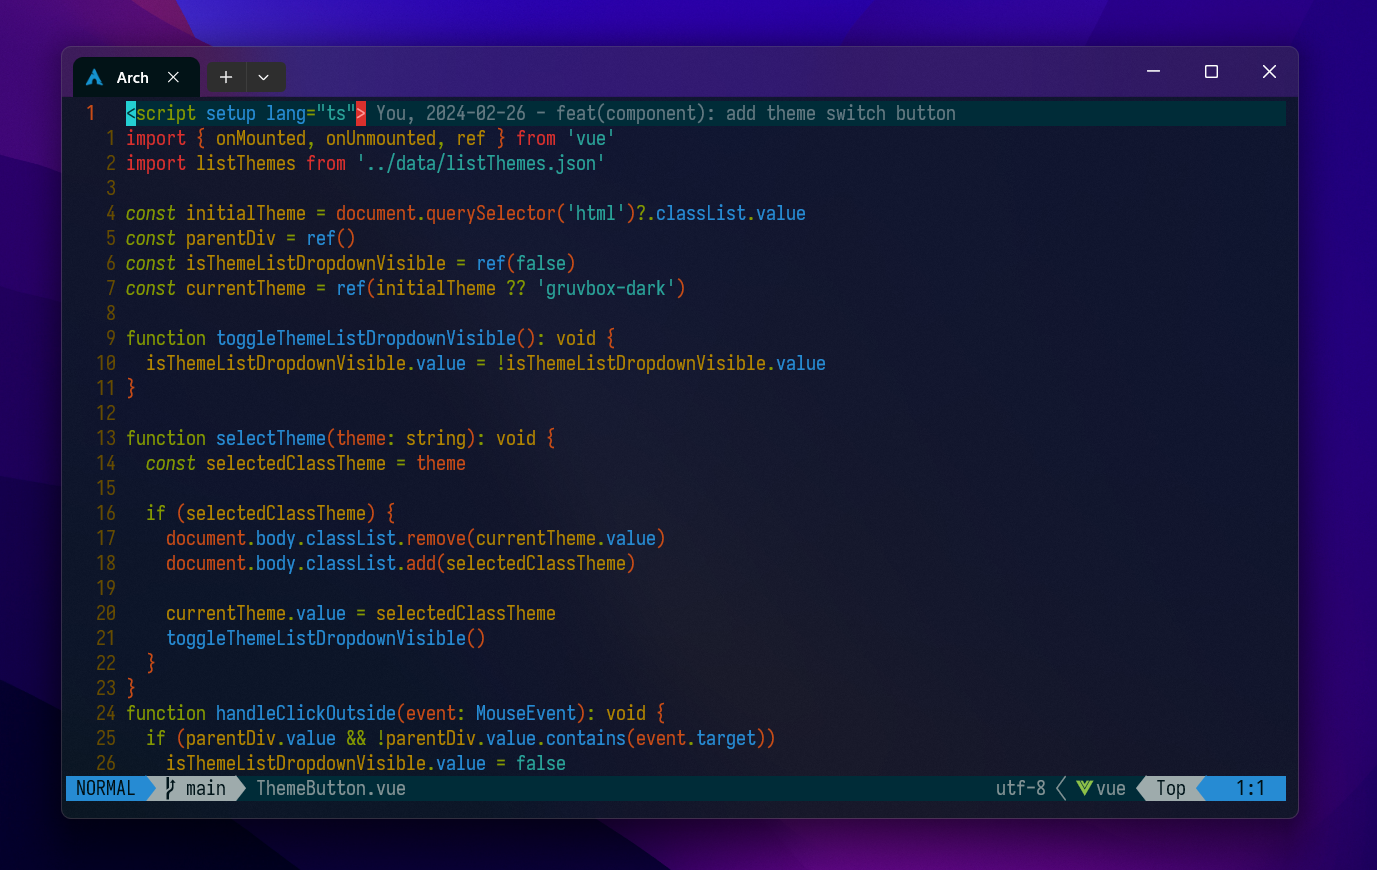 Arch
1 <script setup lang="ts"> You, 2024-02-26 - feat(component): add theme switch button
1 import { onMounted, onUnmounted, ref } from 'vue'
2 import listThemes from '../data/listThemes.json'
3
4 const initialTheme = document.querySelector('html')?.classList.value
5 const parentDiv = ref()
6 const isThemeListDropdownVisible = ref(false)
7 const currentTheme = ref(initialTheme ?? 'gruvbox-dark')
8
9 function toggleThemeListDropdownVisible(): void {
10   isThemeListDropdownVisible.value = !isThemeListDropdownVisible.value
11 }
12
13 function selectTheme(theme: string): void {
14   const selectedClassTheme = theme
15
16   if (selectedClassTheme) {
17     document.body.classList.remove(currentTheme.value)
18     document.body.classList.add(selectedClassTheme)
19
20     currentTheme.value = selectedClassTheme
21     toggleThemeListDropdownVisible()
22   }
23 }
24 function handleClickOutside(event: MouseEvent): void {
25   if (parentDiv.value && !parentDiv.value.contains(event.target))
26     isThemeListDropdownVisible.value = false
NORMAL main ThemeButton.vue utf-8 vue Top 1:1